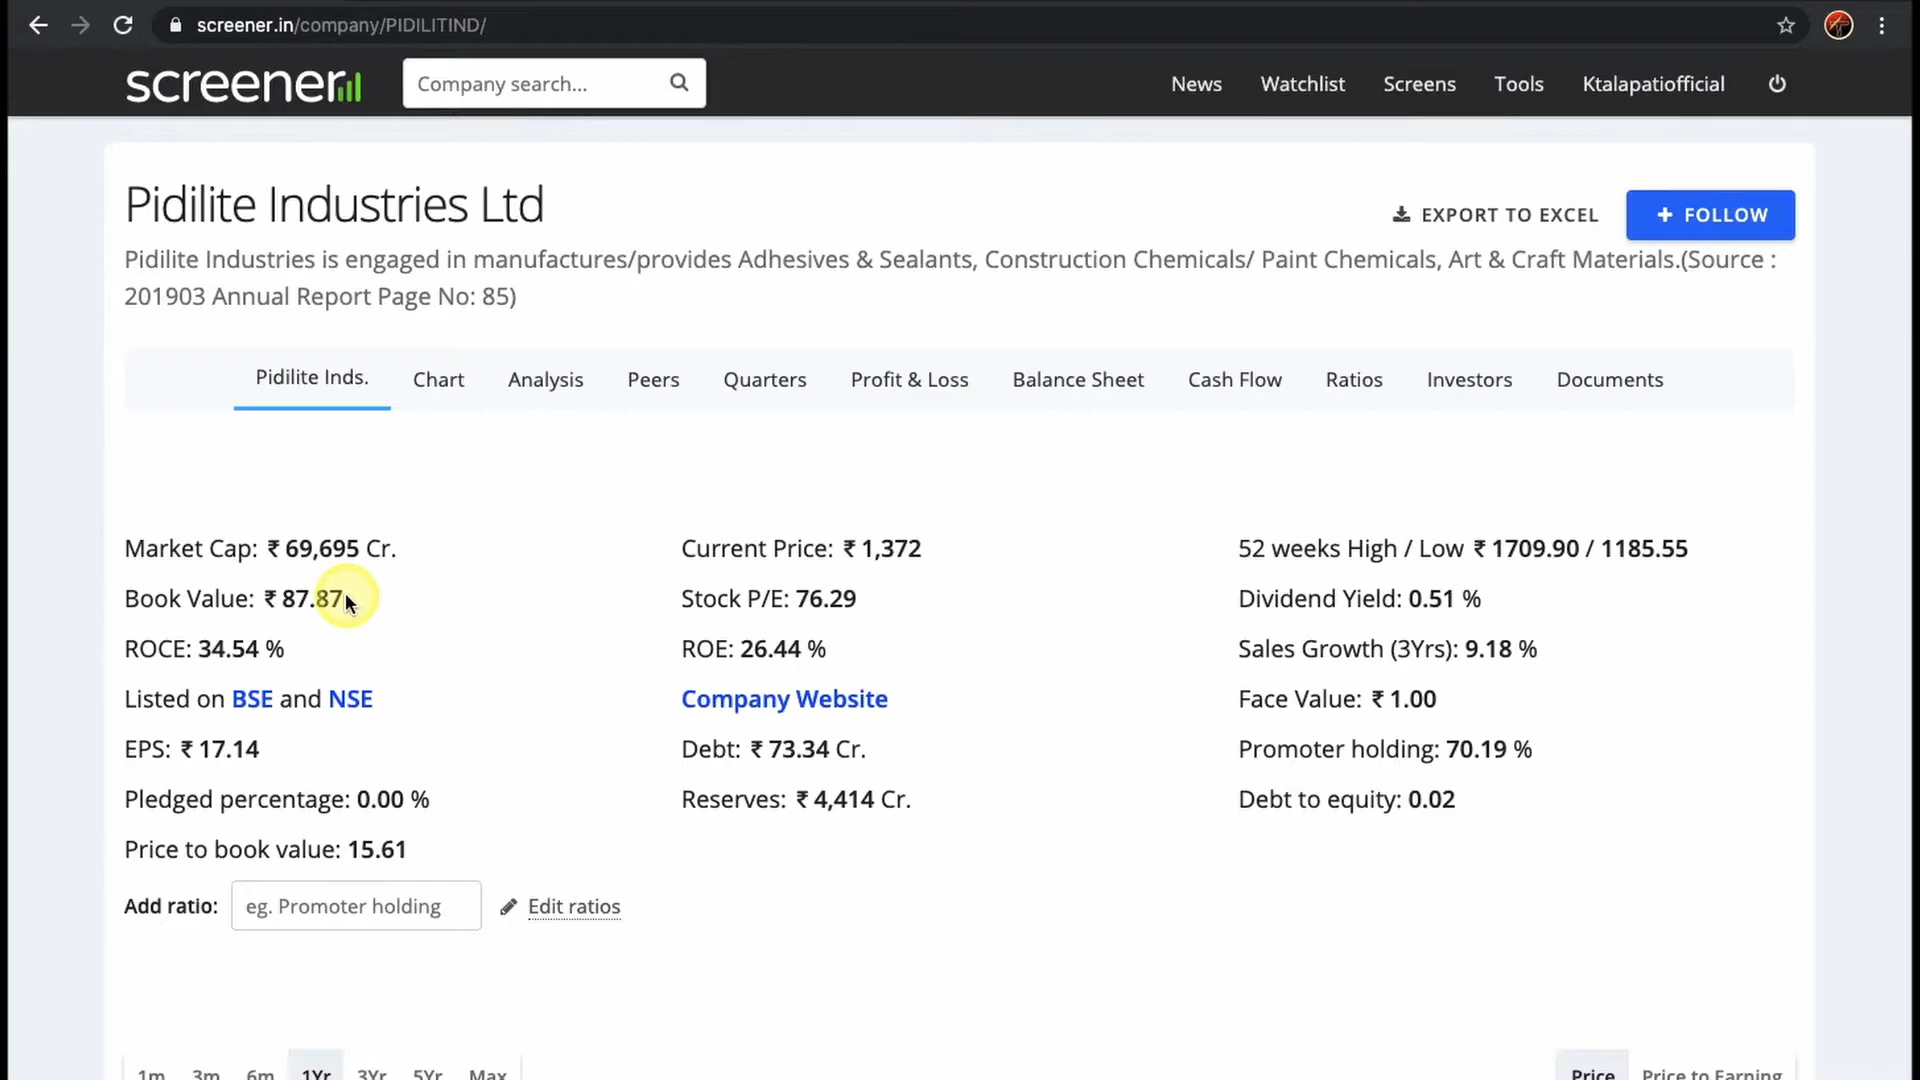 screener.in/company/PIDILITIND/
screener
Company search...
News Watchlist Screens Tools Ktalapatiofficial
Pidilite Industries Ltd
EXPORT TO EXCEL
+ FOLLOW
Pidilite Industries is engaged in manufactures/provides Adhesives & Sealants, Construction Chemicals/ Paint Chemicals, Art & Craft Materials.(Source :
201903 Annual Report Page No: 85)
Pidilite Inds. Chart Analysis Peers Quarters Profit & Loss Balance Sheet Cash Flow Ratios Investors Documents
Market Cap: ₹ 69,695 Cr. Current Price: ₹ 1,372 52 weeks High / Low ₹ 1709.90 / 1185.55
Book Value: ₹ 87.87 Stock P/E: 76.29 Dividend Yield: 0.51 %
ROCE: 34.54 % ROE: 26.44 % Sales Growth (3Yrs): 9.18 %
Listed on BSE and NSE Company Website Face Value: ₹ 1.00
EPS: ₹ 17.14 Debt: ₹ 73.34 Cr. Promoter holding: 70.19 %
Pledged percentage: 0.00 % Reserves: ₹ 4,414 Cr. Debt to equity: 0.02
Price to book value: 15.61
Add ratio: eg. Promoter holding Edit ratios
1m 3m 6m 1Yr 3Yr 5Yr Max Price Price to Earning